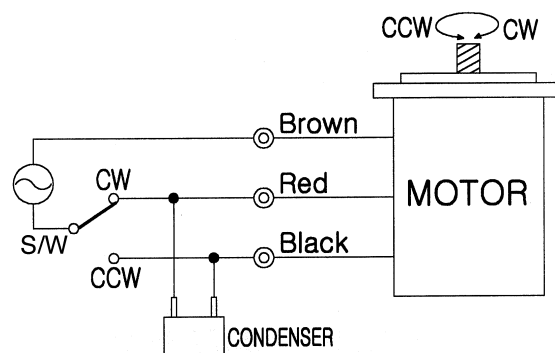 CCW CW
Brown
CW
Red
MOTOR
S/W
Black
CCW
CONDENSER